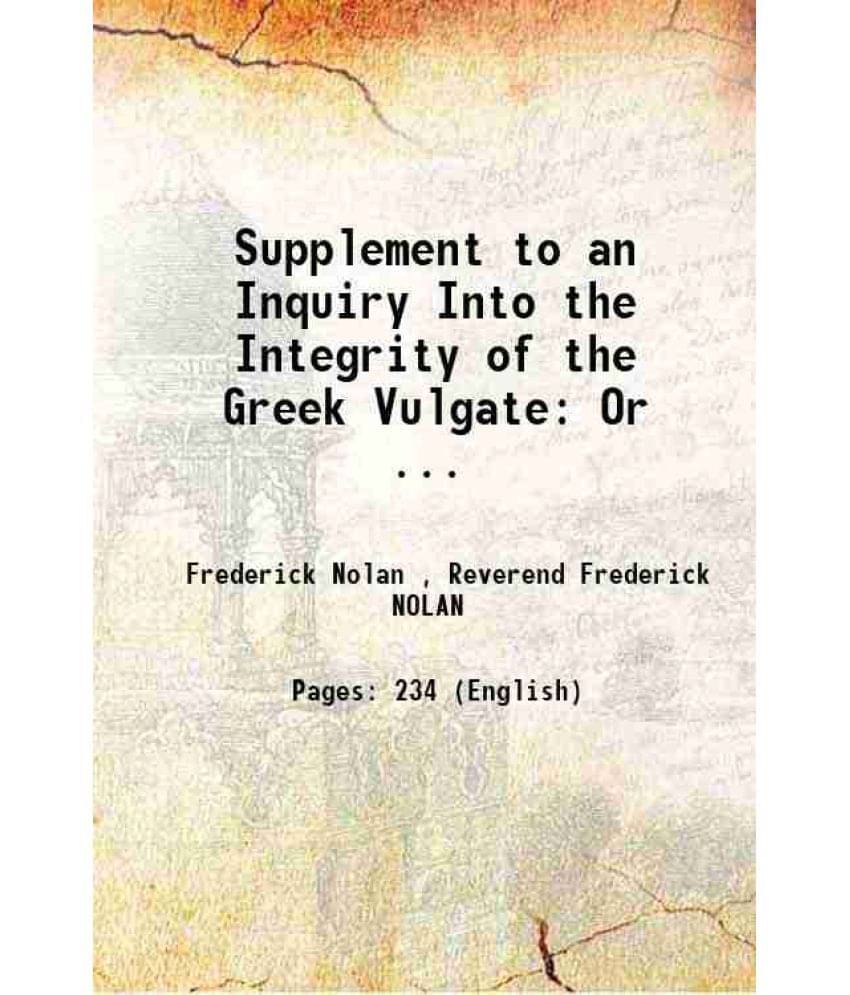 Supplement to an
Inquiry Into the
Integrity of the
Greek Vulgate: Or
...
Frederick Nolan , Reverend Frederick
NOLAN
Pages: 234 (English)